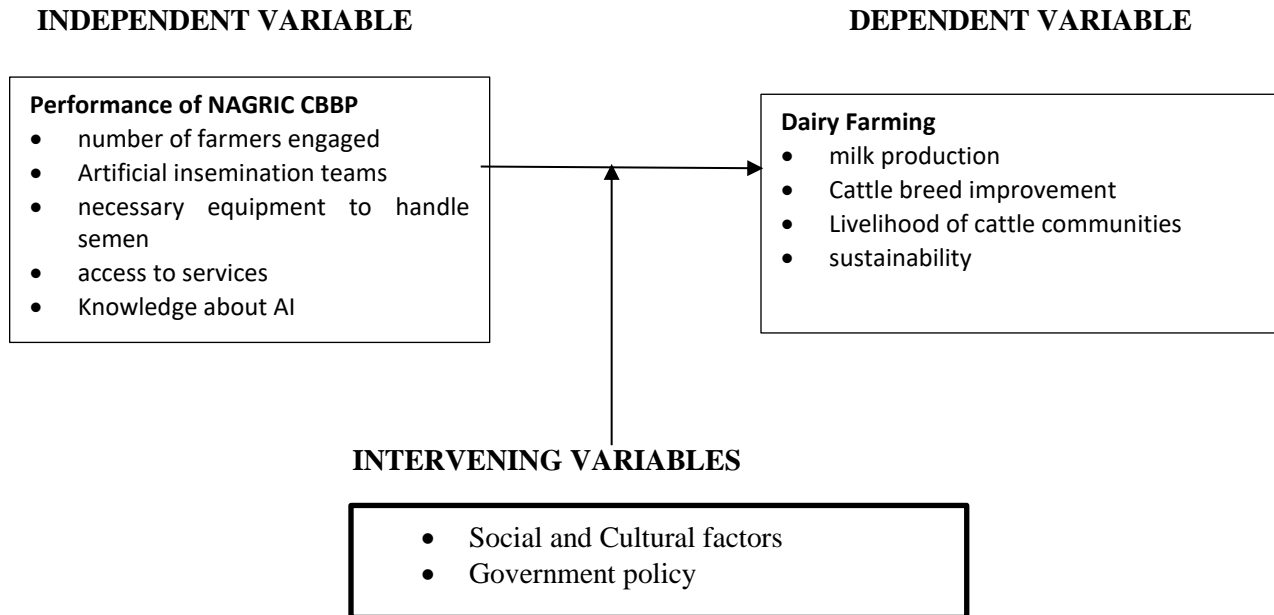 INDEPENDENT VARIABLE
DEPENDENT VARIABLE
Performance of NAGRIC CBBP
• number of farmers engaged
• Artificial insemination teams
• necessary equipment to handle
semen
• access to services
• Knowledge about AI
Dairy Farming
• milk production
• Cattle breed improvement
• Livelihood of cattle communities
• sustainability
INTERVENING VARIABLES
• Social and Cultural factors
• Government policy